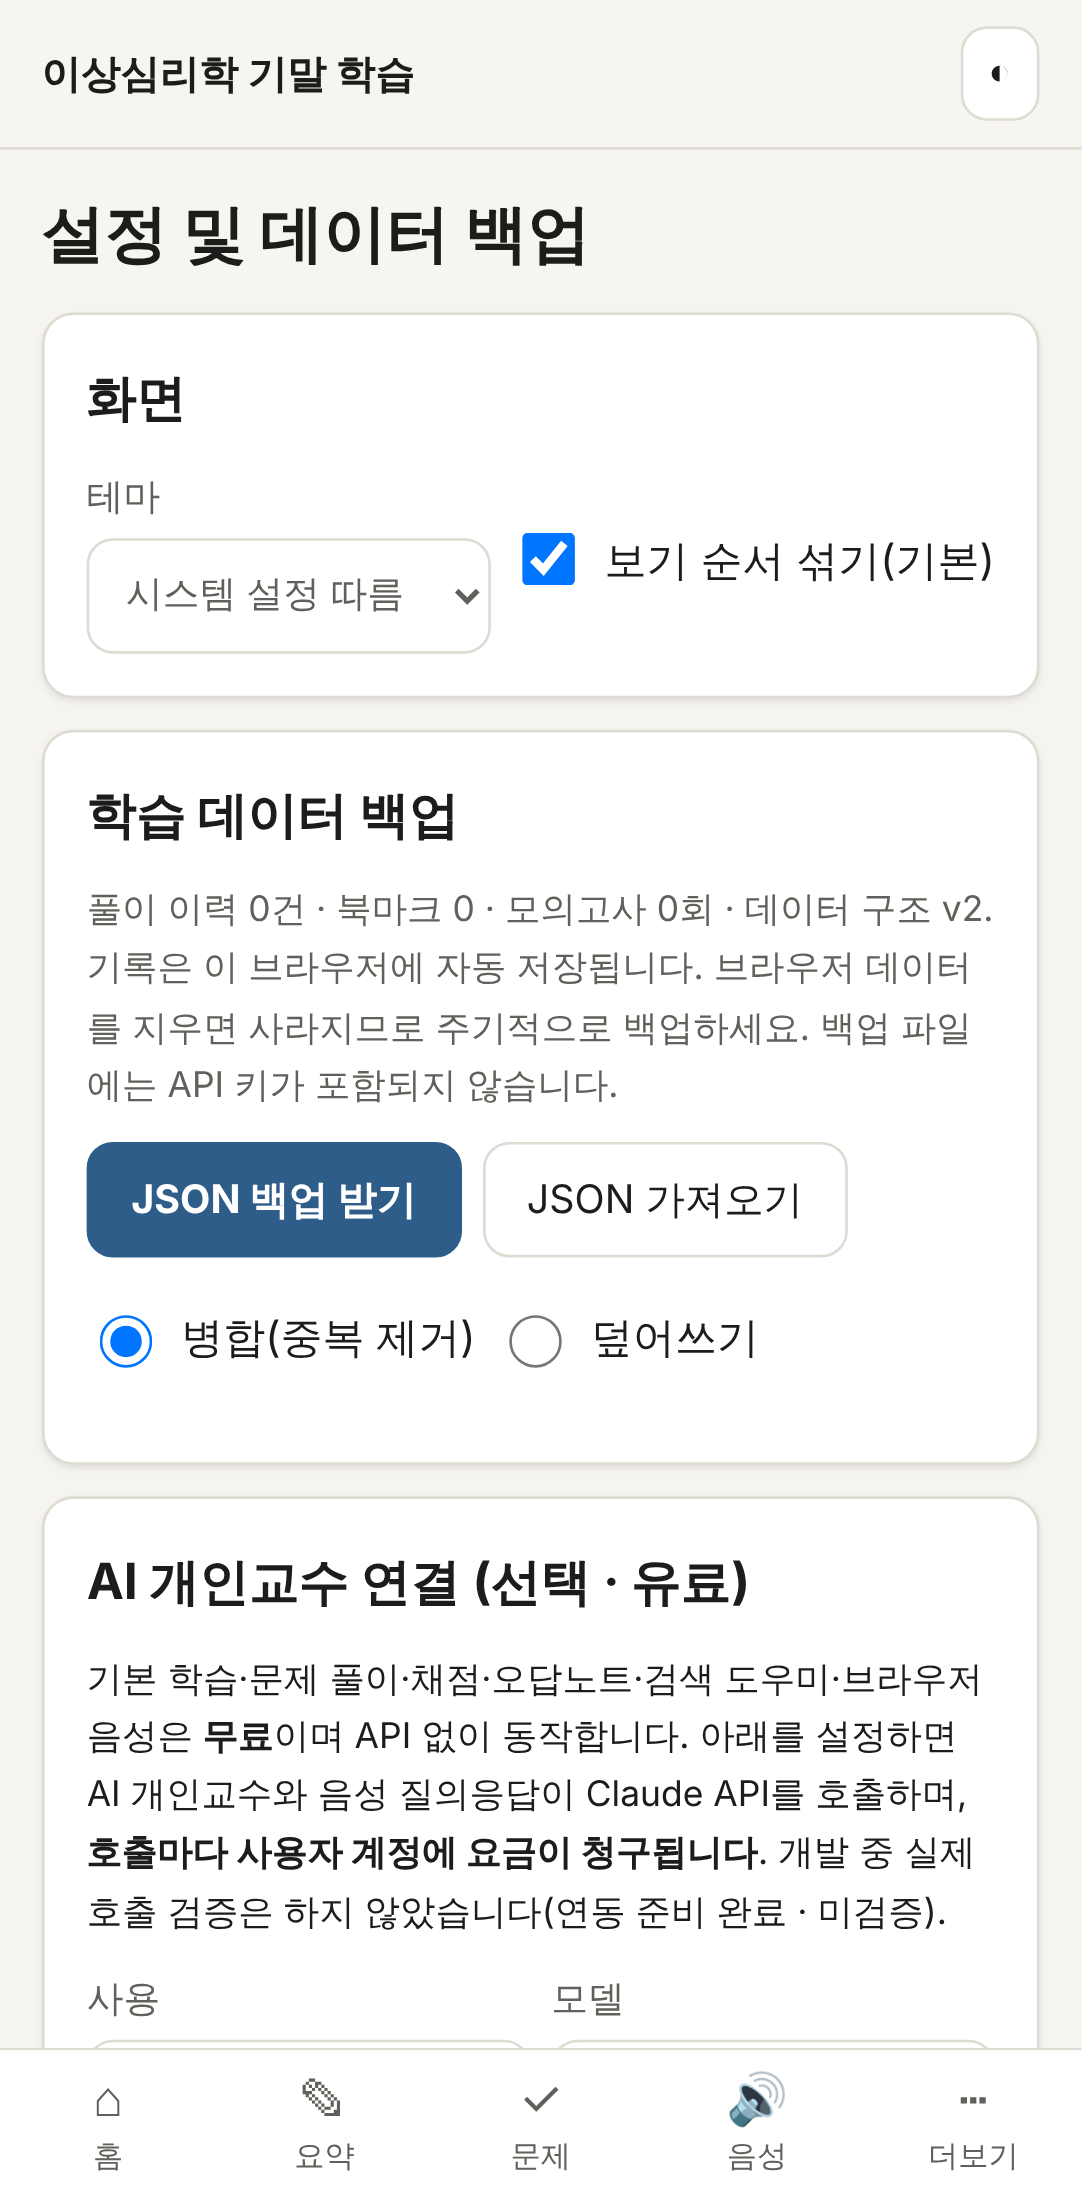 이상심리학 기말 학습
설정 및 데이터 백업
화면
테마
시스템 설정 따름
보기 순서 섞기(기본)
학습 데이터 백업
풀이 이력 0건 · 북마크 0 · 모의고사 0회 · 데이터 구조 v2.
기록은 이 브라우저에 자동 저장됩니다. 브라우저 데이터
를 지우면 사라지므로 주기적으로 백업하세요. 백업 파일
에는 API 키가 포함되지 않습니다.
JSON 백업 받기
JSON 가져오기
병합(중복 제거)
덮어쓰기
AI 개인교수 연결 (선택 · 유료)
기본 학습·문제 풀이·채점·오답노트·검색 도우미·브라우저
음성은 무료이며 API 없이 동작합니다. 아래를 설정하면
AI 개인교수와 음성 질의응답이 Claude API를 호출하며,
호출마다 사용자 계정에 요금이 청구됩니다. 개발 중 실제
호출 검증은 하지 않았습니다(연동 준비 완료 · 미검증).
사용
모델
홈
요약
문제
음성
더보기